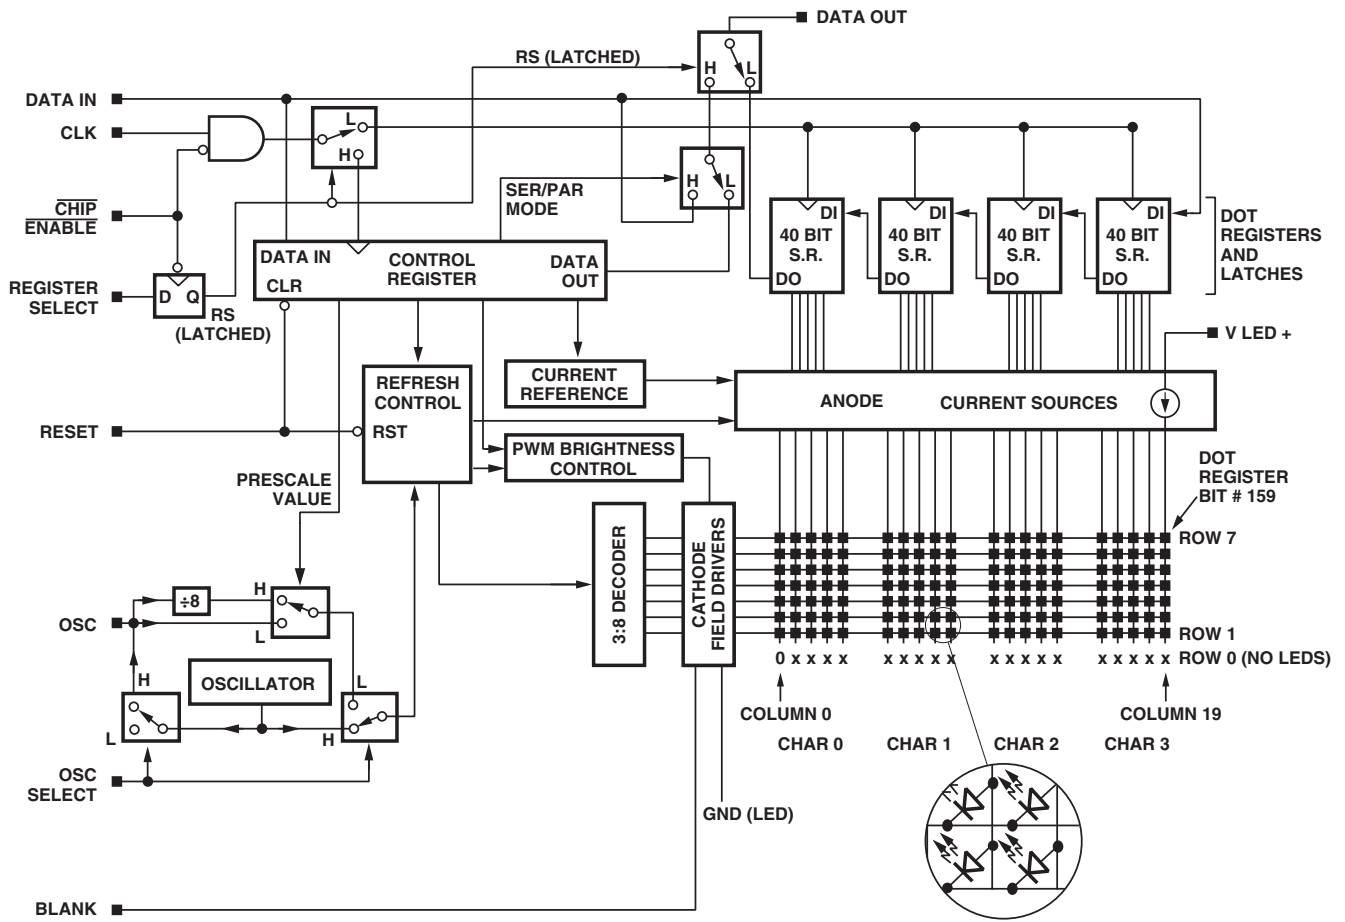 DATA OUT
RS (LATCHED)
H
L
DATA IN
CLK
L
H
CHIP
ENABLE
SER/PAR
MODE
H
L
DI
40 BIT
S.R.
DO
DI
40 BIT
S.R.
DO
DI
40 BIT
S.R.
DO
DI
40 BIT
S.R.
DO
DOT
REGISTERS
AND
LATCHES
DATA IN
CLR
CONTROL
REGISTER
DATA
OUT
REGISTER
SELECT
D Q
RS
(LATCHED)
V LED +
REFRESH
CONTROL
RST
CURRENT
REFERENCE
ANODE CURRENT SOURCES
RESET
PWM BRIGHTNESS
CONTROL
PRESCALE
VALUE
DOT
REGISTER
BIT # 159
3:8 DECODER
CATHODE
FIELD DRIVERS
ROW 7
÷8
H
L
OSC
ROW 1
0 x x x x x x x x x x x x x x x x x x x ROW 0 (NO LEDS)
OSCILLATOR
H
L
L
H
COLUMN 0
COLUMN 19
CHAR 0
CHAR 1
CHAR 2
CHAR 3
OSC
SELECT
GND (LED)
BLANK